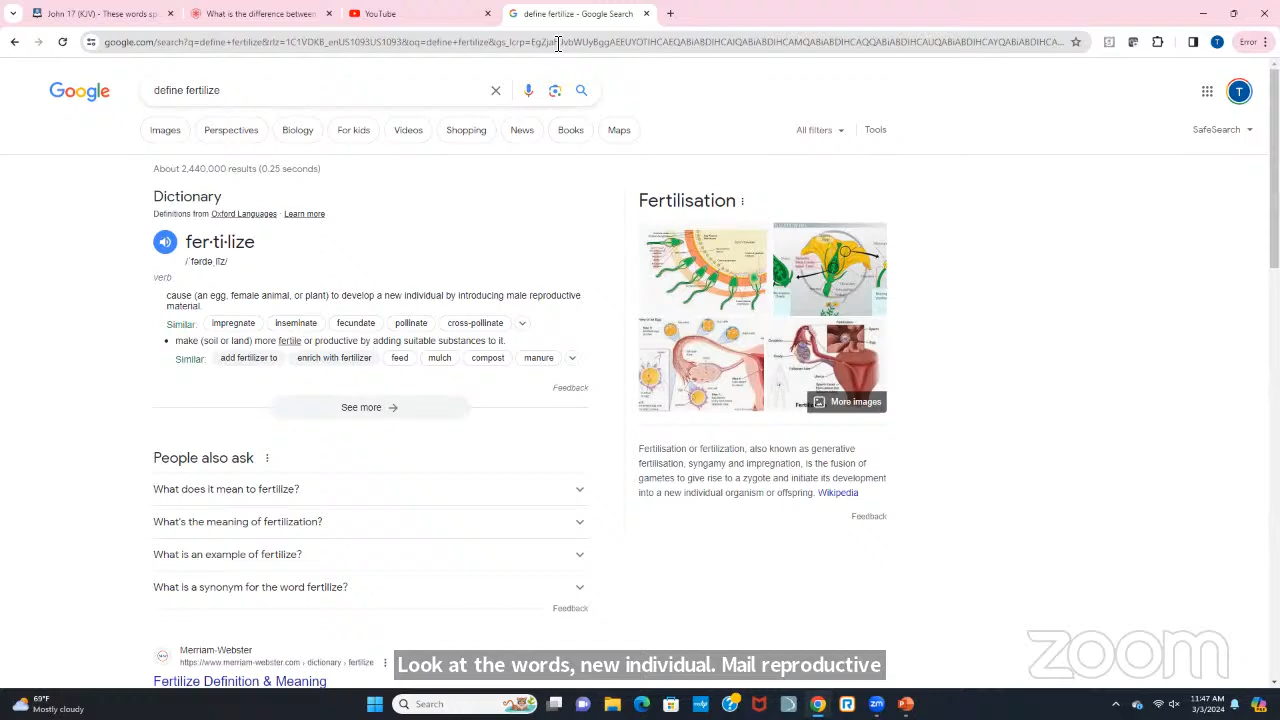 John 17 (KJV) - These words sp
What is the difference between
YouTube
define fertilize - Google Search
Error
Google
define fertilize
T
Images
Perspectives
Biology
For kids
Videos
Shopping
News
Books
Maps
All filters
Tools
SafeSearch
About 2,440,000 results (0.25 seconds)
Dictionary
Definitions from Oxford Languages · Learn more
fer·til·ize
/ˈfərdlˌīz/
verb
cause (an egg, female animal, or plant) to develop a new individual by introducing male reproductive
material.
Similar: impregnate inseminate fecundate pollinate cross-pollinate
• make (soil or land) more fertile or productive by adding suitable substances to it.
Similar: add fertilizer to enrich with fertilizer feed mulch compost manure
Feedback
See more
People also ask
What does it mean to fertilize?
What's the meaning of fertilization?
What is an example of fertilize?
What is a synonym for the word fertilize?
Feedback
Merriam-Webster
https://www.merriam-webster.com › dictionary › fertilize
Fertilize Definition & Meaning
Fertilisation
More images
Fertilisation or fertilization, also known as generative
fertilisation, syngamy and impregnation, is the fusion of
gametes to give rise to a zygote and initiate its development
into a new individual organism or offspring. Wikipedia
Feedback
Look at the words, new individual. Mail reproductive
zoom
69°F
Mostly cloudy
Search
11:47 AM
3/3/2024